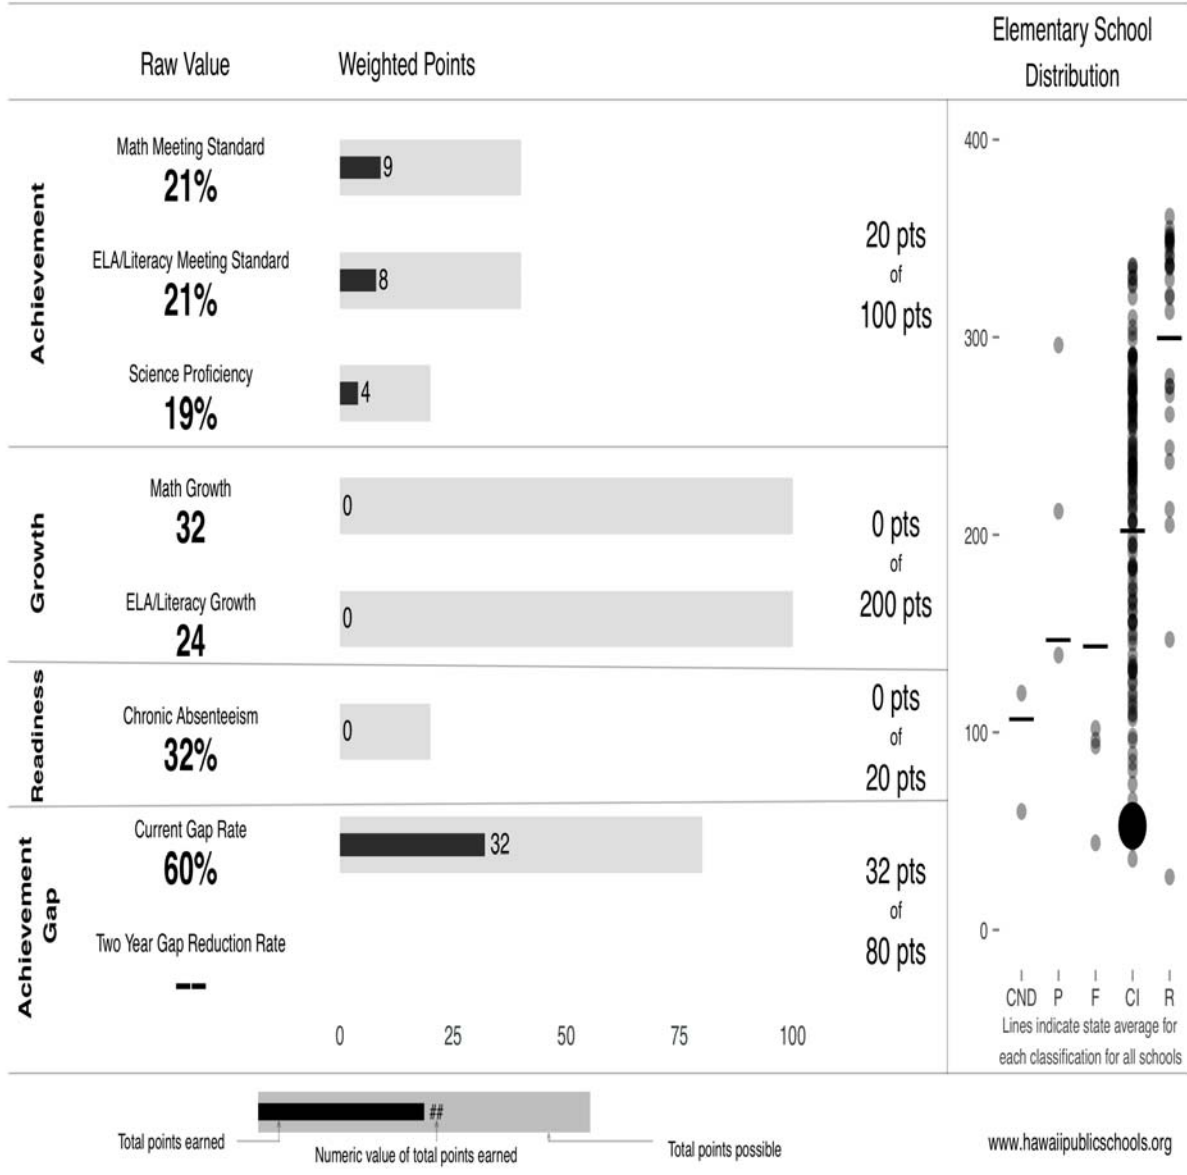 Raw Value
Weighted Points
Elementary School
Distribution
Achievement
Math Meeting Standard
21%
9
ELA/Literacy Meeting Standard
21%
8
Science Proficiency
19%
4
20 pts
of
100 pts
Growth
Math Growth
32
0
ELA/Literacy Growth
24
0
0 pts
of
200 pts
Readiness
Chronic Absenteeism
32%
0
0 pts
of
20 pts
Achievement
Gap
Current Gap Rate
60%
32
Two Year Gap Reduction Rate
--
32 pts
of
80 pts
0 25 50 75 100
400
300
200
100
0
CND P F CI R
Lines indicate state average for
each classification for all schools
##
Total points earned
Numeric value of total points earned
Total points possible
www.hawaiipublicschools.org